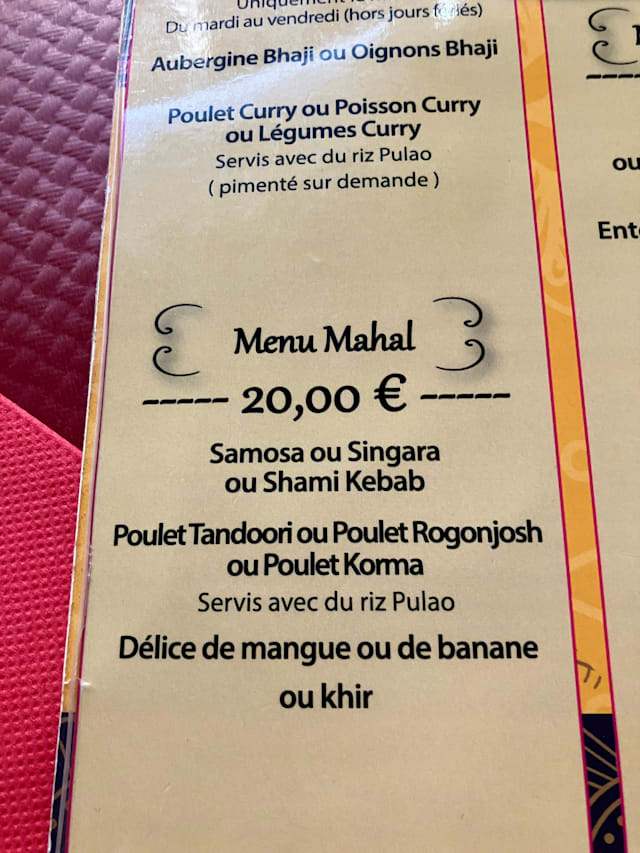 Du mardi au vendredi (hors jours fériés)
Aubergine Bhaji ou Oignons Bhaji
Poulet Curry ou Poisson Curry
ou Légumes Curry
Servis avec du riz Pulao
( pimenté sur demande )
Menu Mahal
----- 20,00 € -----
Samosa ou Singara
ou Shami Kebab
Poulet Tandoori ou Poulet Rogonjosh
ou Poulet Korma
Servis avec du riz Pulao
Délice de mangue ou de banane
ou khir
ou